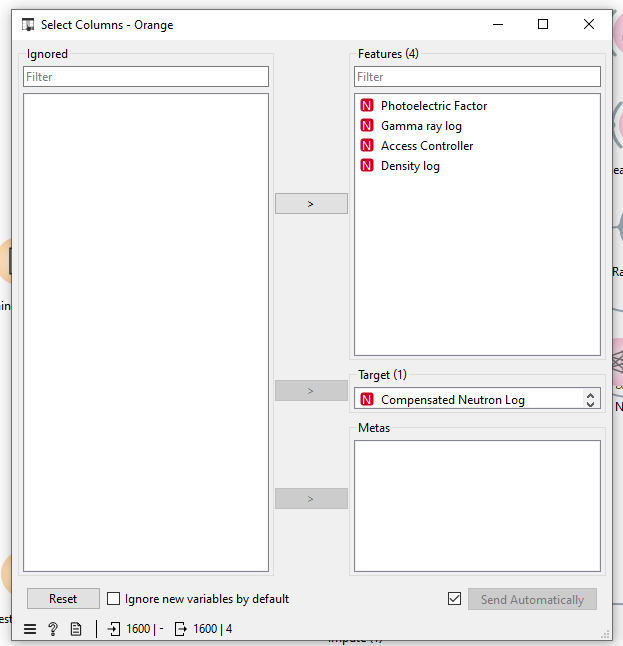 Select Columns - Orange
Ignored
Filter
>
>
>
Features (4)
Filter
N Photoelectric Factor
N Gamma ray log
N Access Controller
N Density log
Target (1)
N Compensated Neutron Log
Metas
Reset
Ignore new variables by default
Send Automatically
1600 | -
1600 | 4